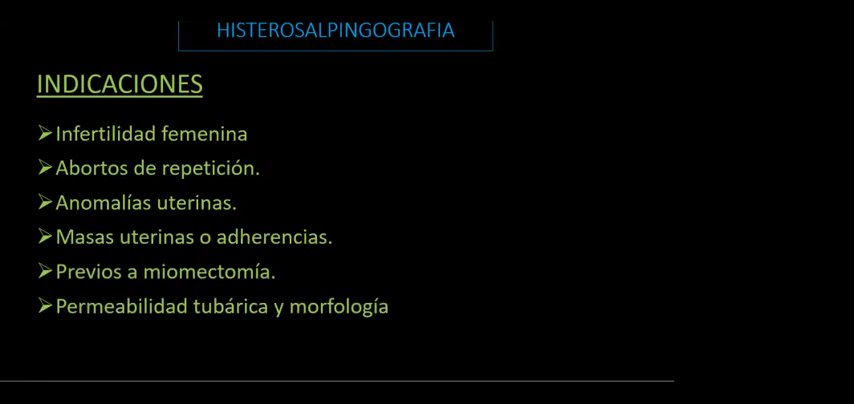 HISTEROSALPINGOGRAFIA
INDICACIONES
➢Infertilidad femenina
➢Abortos de repetición.
➢Anomalías uterinas.
➢Masas uterinas o adherencias.
➢Previos a miomectomía.
➢Permeabilidad tubárica y morfología